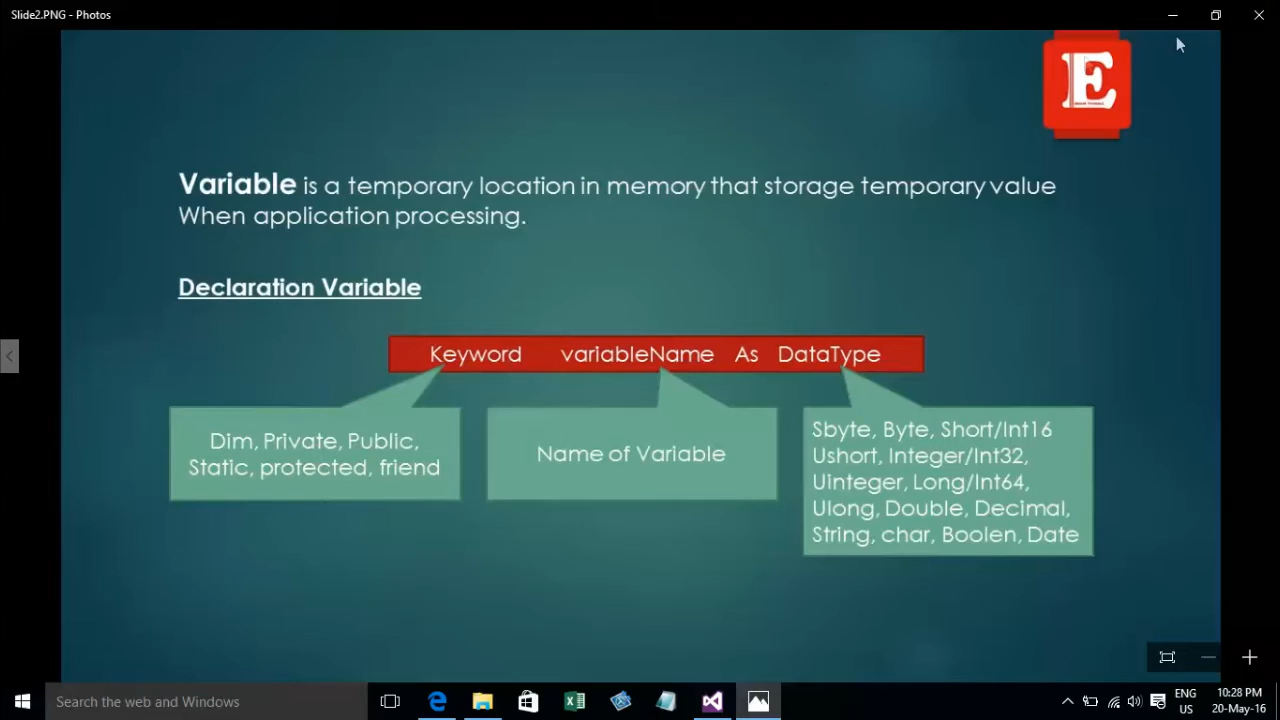 Slide2.PNG - Photos
E
Variable is a temporary location in memory that storage temporary value
When application processing.
Declaration Variable
Keyword variableName As DataType
Dim, Private, Public,
Static, protected, friend
Name of Variable
Sbyte, Byte, Short/Int16
Ushort, Integer/Int32,
Uinteger, Long/Int64,
Ulong, Double, Decimal,
String, char, Boolen, Date
Search the web and Windows
ENG
US
10:28 PM
20-May-16